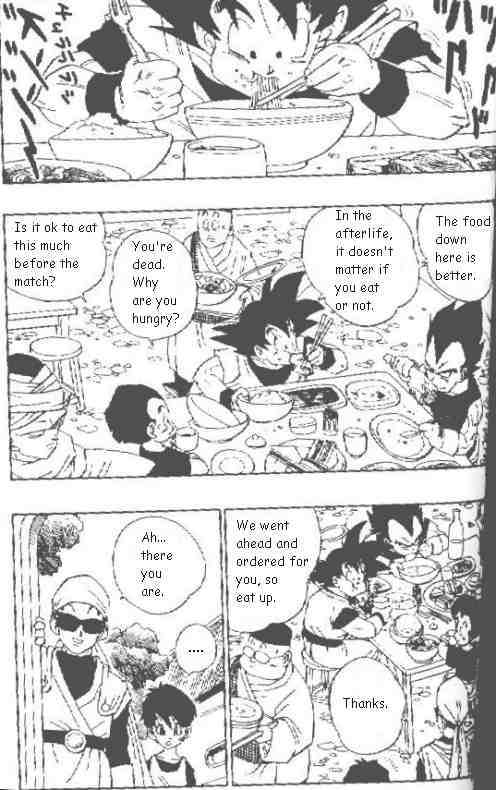 Is it ok to eat
this much
before the
match?
You're
dead.
Why
are you
hungry?
In the
afterlife,
it doesn't
matter if
you eat
or not.
The food
down
here is
better.
Ah...
there
you
are.
....
We went
ahead and
ordered for
you, so
eat up.
Thanks.